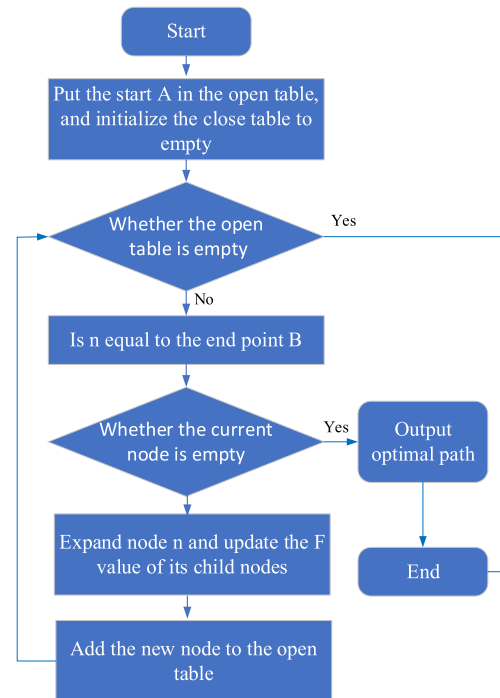 Start
Put the start A in the open table,
and initialize the close table to
empty
Whether the open
table is empty
Yes
No
Is n equal to the end point B
Whether the current
node is empty
Yes
Output
optimal path
Expand node n and update the F
value of its child nodes
End
Add the new node to the open
table